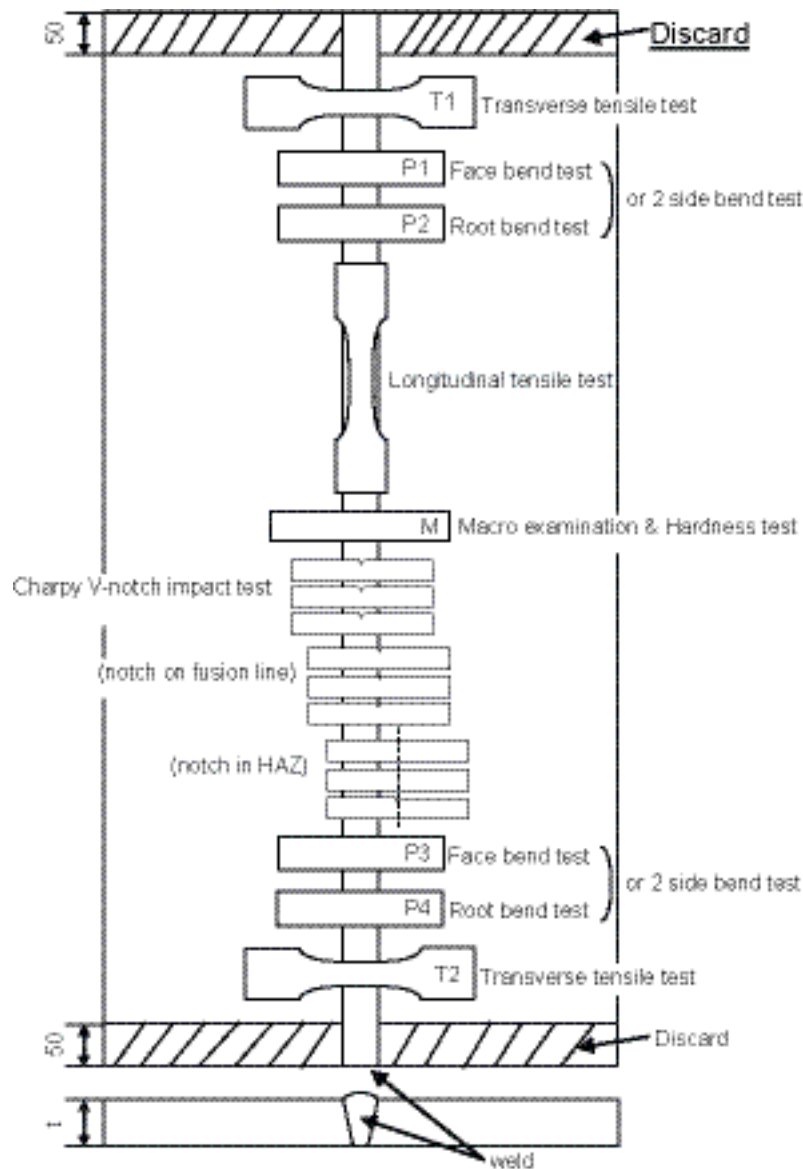 50
Discard
T1
Transverse tensile test
P1
Face bend test
or 2 side bend test
P2
Root bend test
Longitudinal tensile test
M
Macro examination & Hardness test
Charpy V-notch impact test
(notch on fusion line)
(notch in HAZ)
P3
Face bend test
or 2 side bend test
P4
Root bend test
T2
Transverse tensile test
50
Discard
t
weld